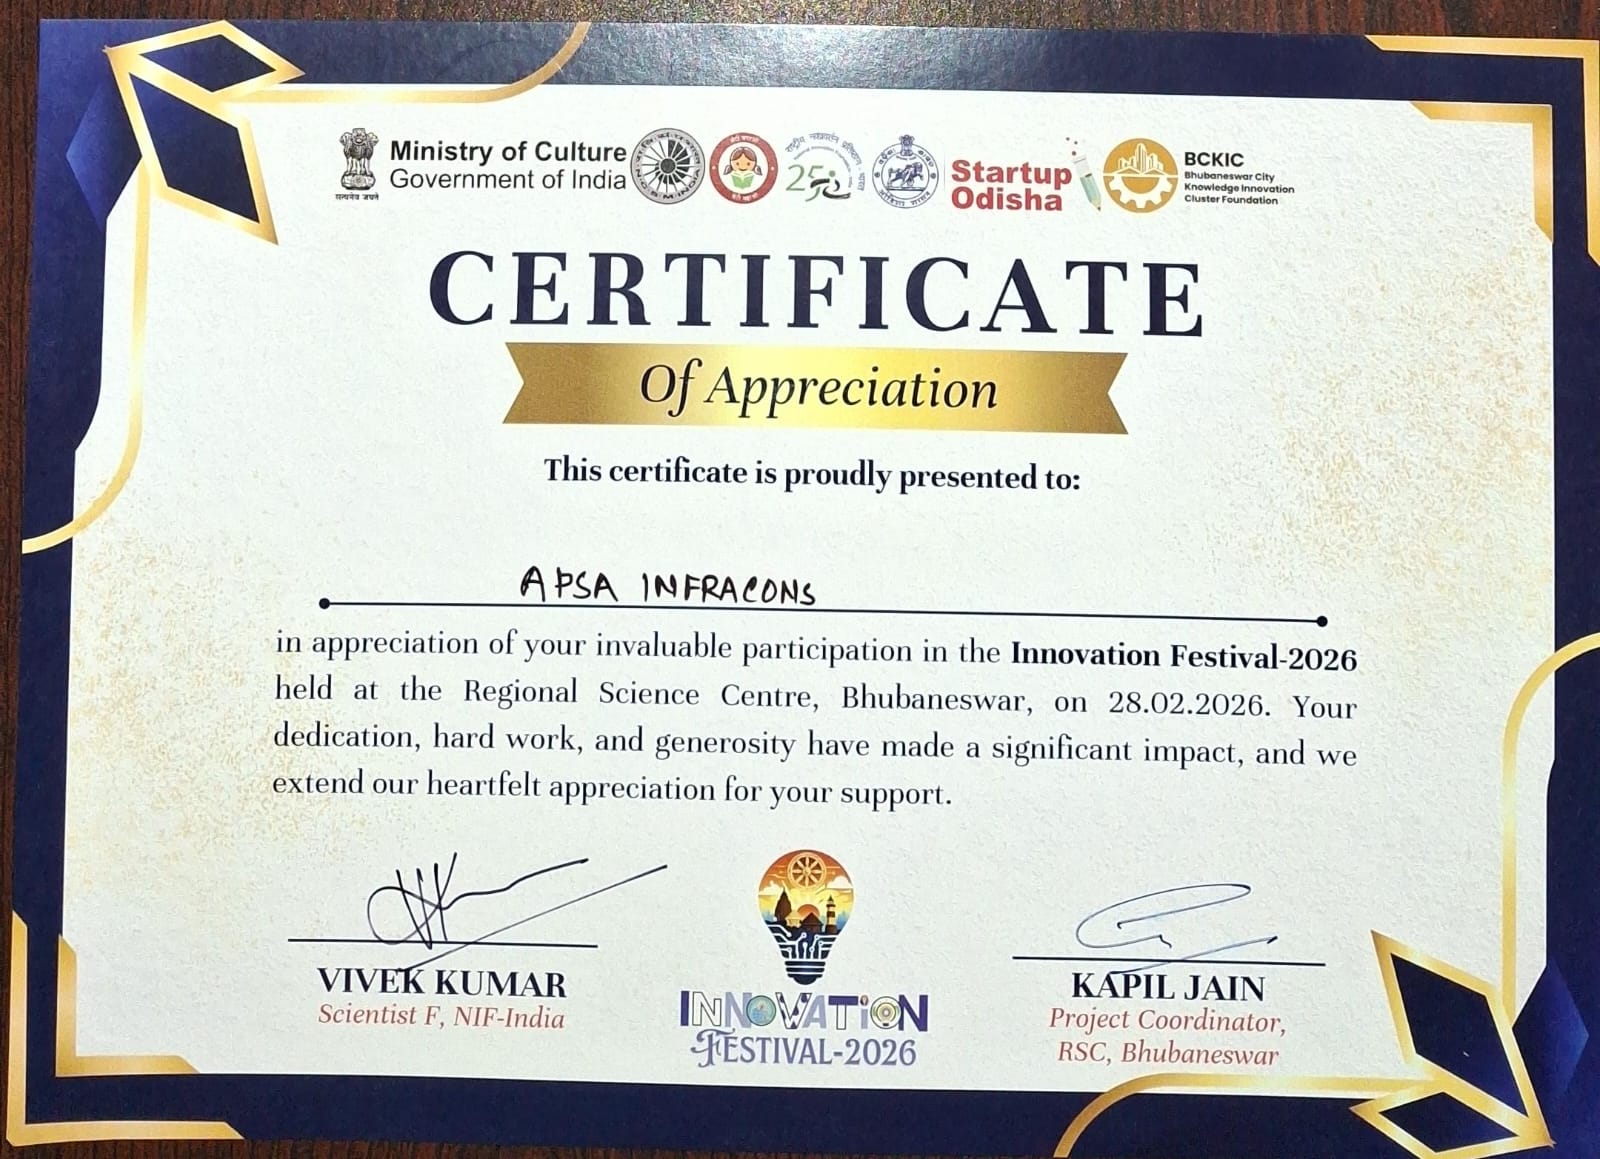 Ministry of Culture
Government of India
सत्यमेव जयते
Startup
Odisha
BCKIC
Bhubaneswar City
Knowledge Innovation
Cluster Foundation
25
CERTIFICATE
Of Appreciation
This certificate is proudly presented to:
APSA INFRACONS
in appreciation of your invaluable participation in the Innovation Festival-2026
held at the Regional Science Centre, Bhubaneswar, on 28.02.2026. Your
dedication, hard work, and generosity have made a significant impact, and we
extend our heartfelt appreciation for your support.
VIVEK KUMAR
Scientist F, NIF-India
INNOVATION
FESTIVAL-2026
KAPIL JAIN
Project Coordinator,
RSC, Bhubaneswar